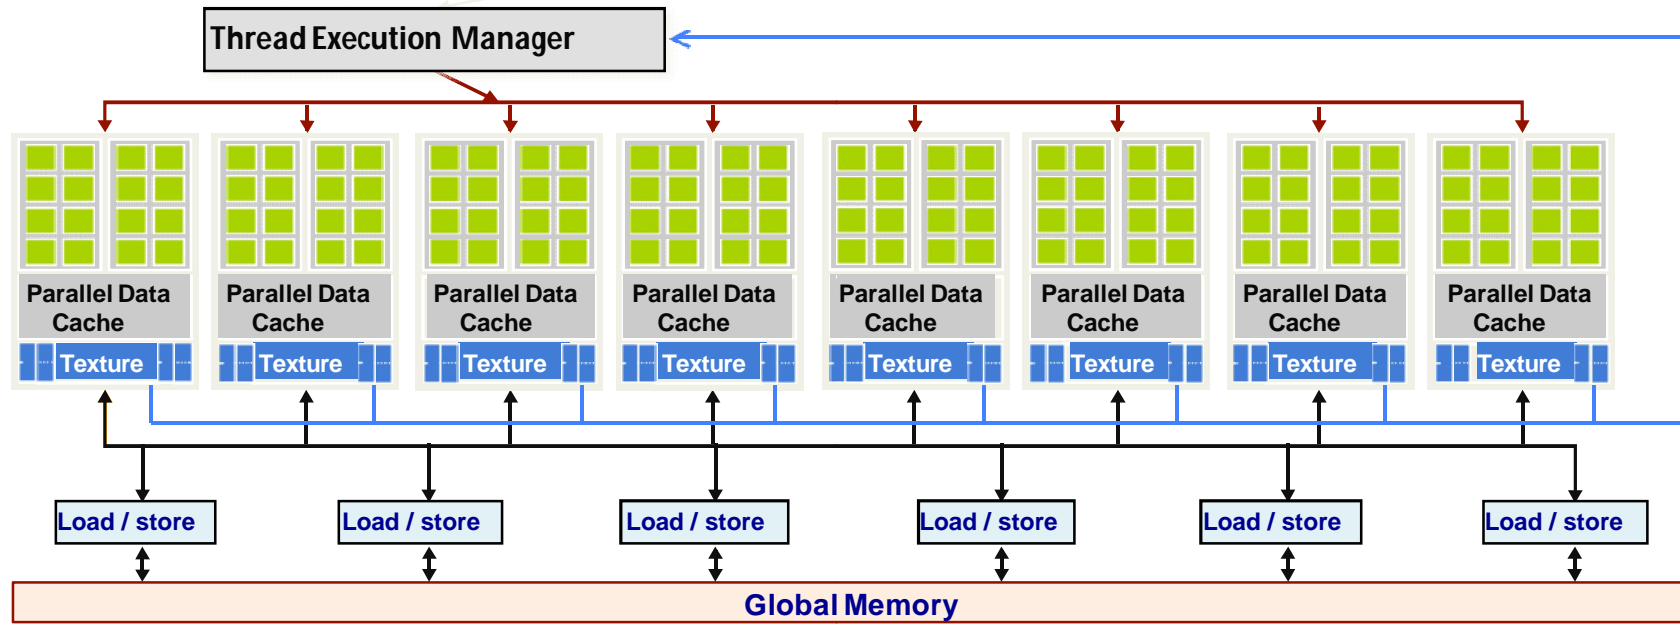 Thread Execution Manager
Parallel Data
Cache
Texture
Parallel Data
Cache
Texture
Parallel Data
Cache
Texture
Parallel Data
Cache
Texture
Parallel Data
Cache
Texture
Parallel Data
Cache
Texture
Parallel Data
Cache
Texture
Parallel Data
Cache
Texture
Load / store
Load / store
Load / store
Load / store
Load / store
Load / store
Global Memory